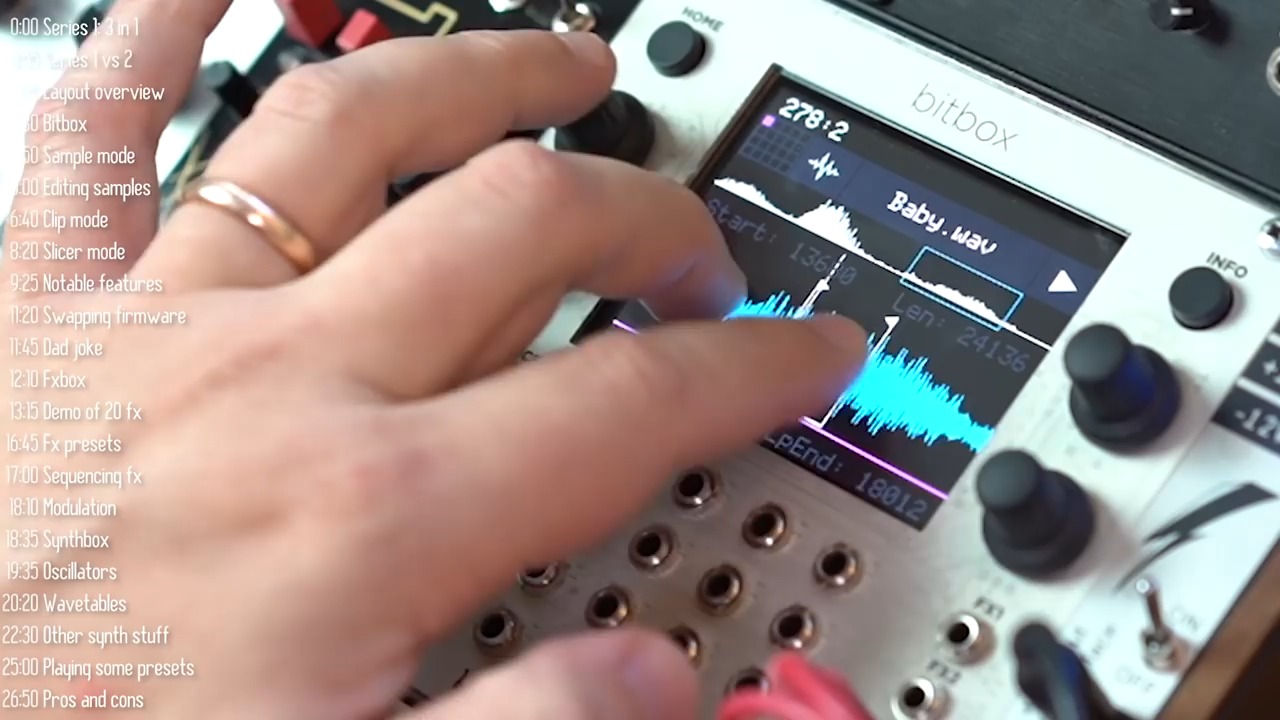 0:00 Series 1: 3 in 1
Series 1 vs 2
Layout overview
Bitbox
Sample mode
Editing samples
6:40 Clip mode
8:20 Slicer mode
9:25 Notable features
11:20 Swapping firmware
11:45 Dad joke
12:10 Fxbox
13:15 Demo of 20 fx
16:45 Fx presets
17:00 Sequencing fx
18:10 Modulation
18:35 Synthbox
19:35 Oscillators
20:20 Wavetables
22:30 Other synth stuff
25:00 Playing some presets
26:50 Pros and cons
HOME
bitbox
278:2
Baby.wav
Start:
Len: 24136
LpEnd: 18012
INFO
FX1
FX2
ON
OFF